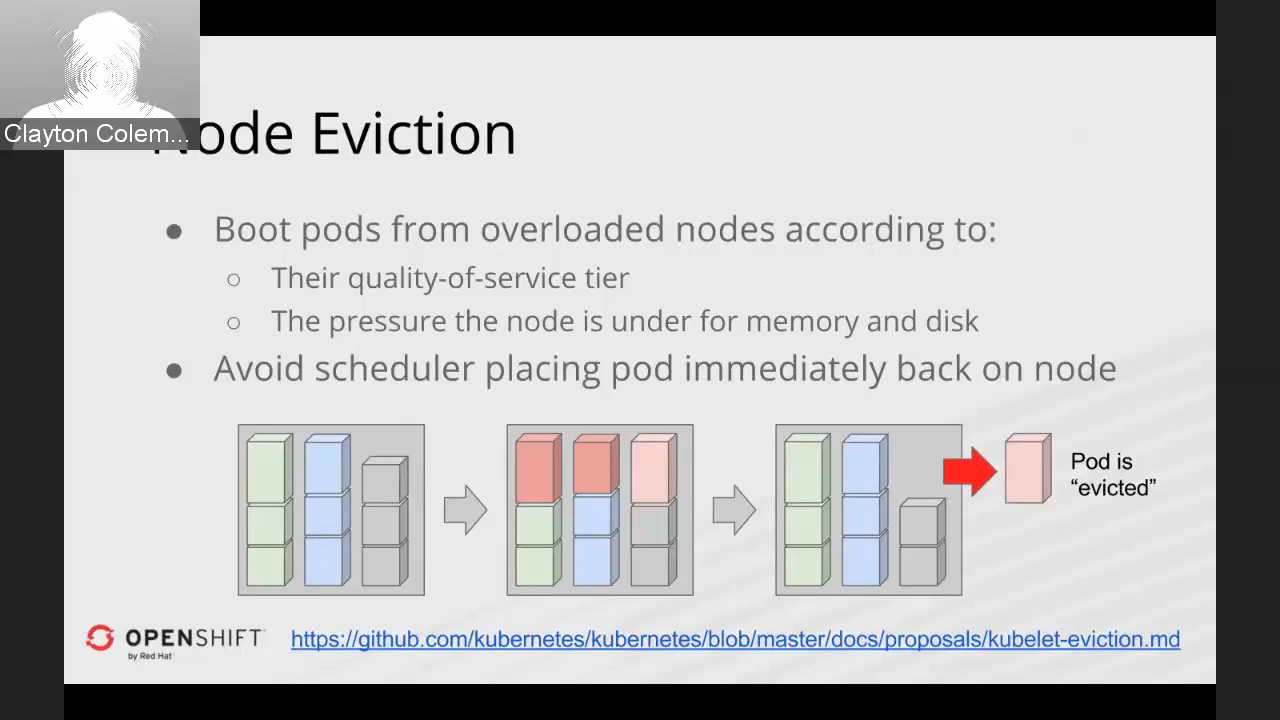 Clayton Colem...
Node Eviction
Boot pods from overloaded nodes according to:
Their quality-of-service tier
The pressure the node is under for memory and disk
Avoid scheduler placing pod immediately back on node
Pod is
“evicted”
OPENSHIFT
by Red Hat
https://github.com/kubernetes/kubernetes/blob/master/docs/proposals/kubelet-eviction.md